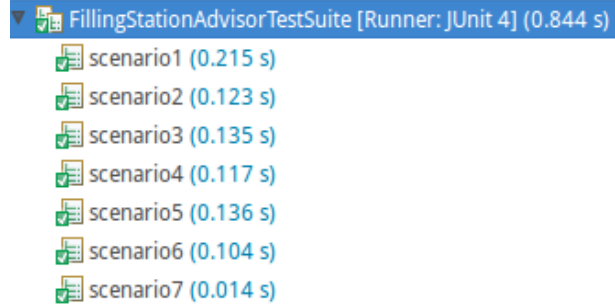 FillingStationAdvisorTestSuite [Runner: JUnit 4] (0.844 s)
scenario1 (0.215 s)
scenario2 (0.123 s)
scenario3 (0.135 s)
scenario4 (0.117 s)
scenario5 (0.136 s)
scenario6 (0.104 s)
scenario7 (0.014 s)